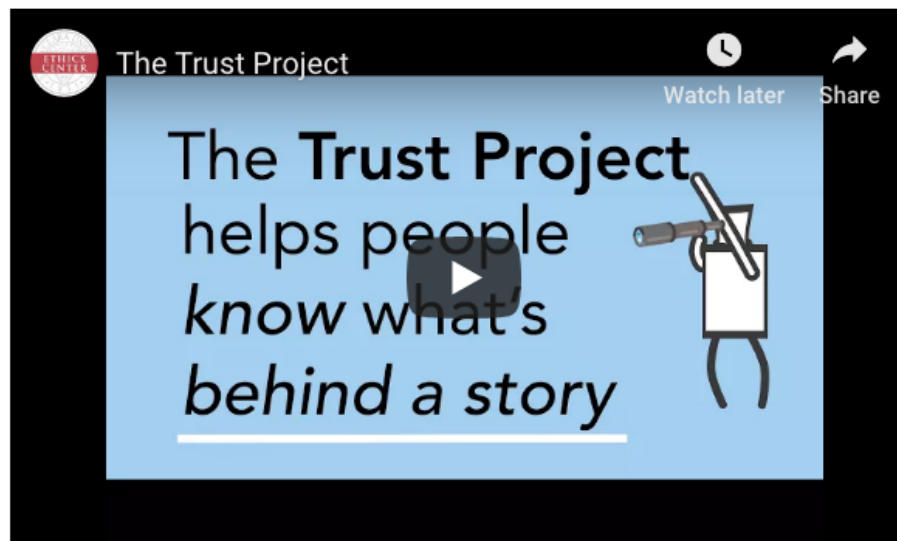 ETHICS
CENTER
The Trust Project
Watch later
Share
The Trust Project
helps people
know what's
behind a story